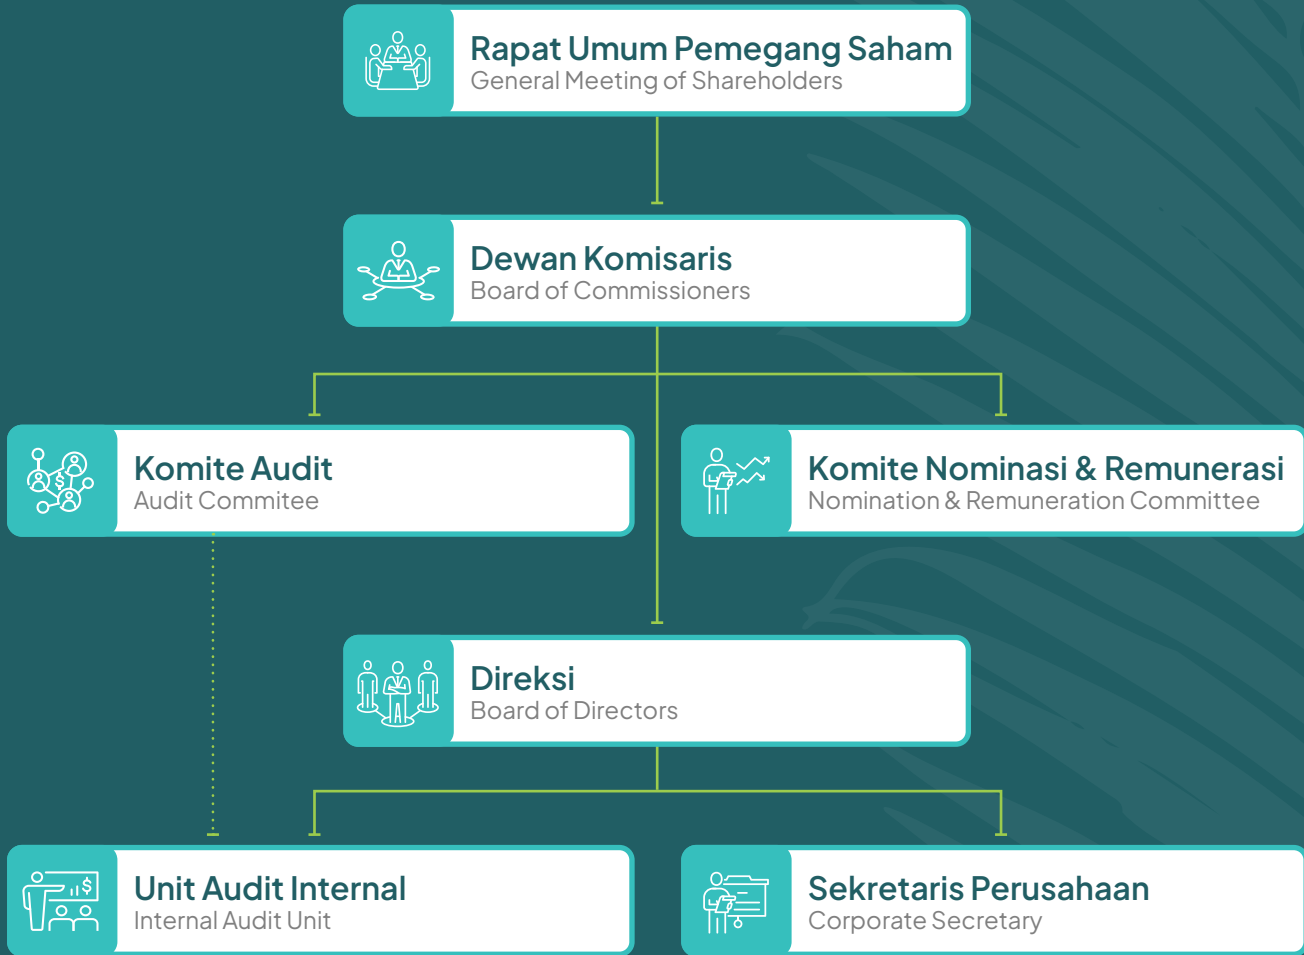 Rapat Umum Pemegang Saham
General Meeting of Shareholders
Dewan Komisaris
Board of Commissioners
Komite Audit
Audit Commitee
Komite Nominasi & Remunerasi
Nomination & Remuneration Committee
Direksi
Board of Directors
Unit Audit Internal
Internal Audit Unit
Sekretaris Perusahaan
Corporate Secretary